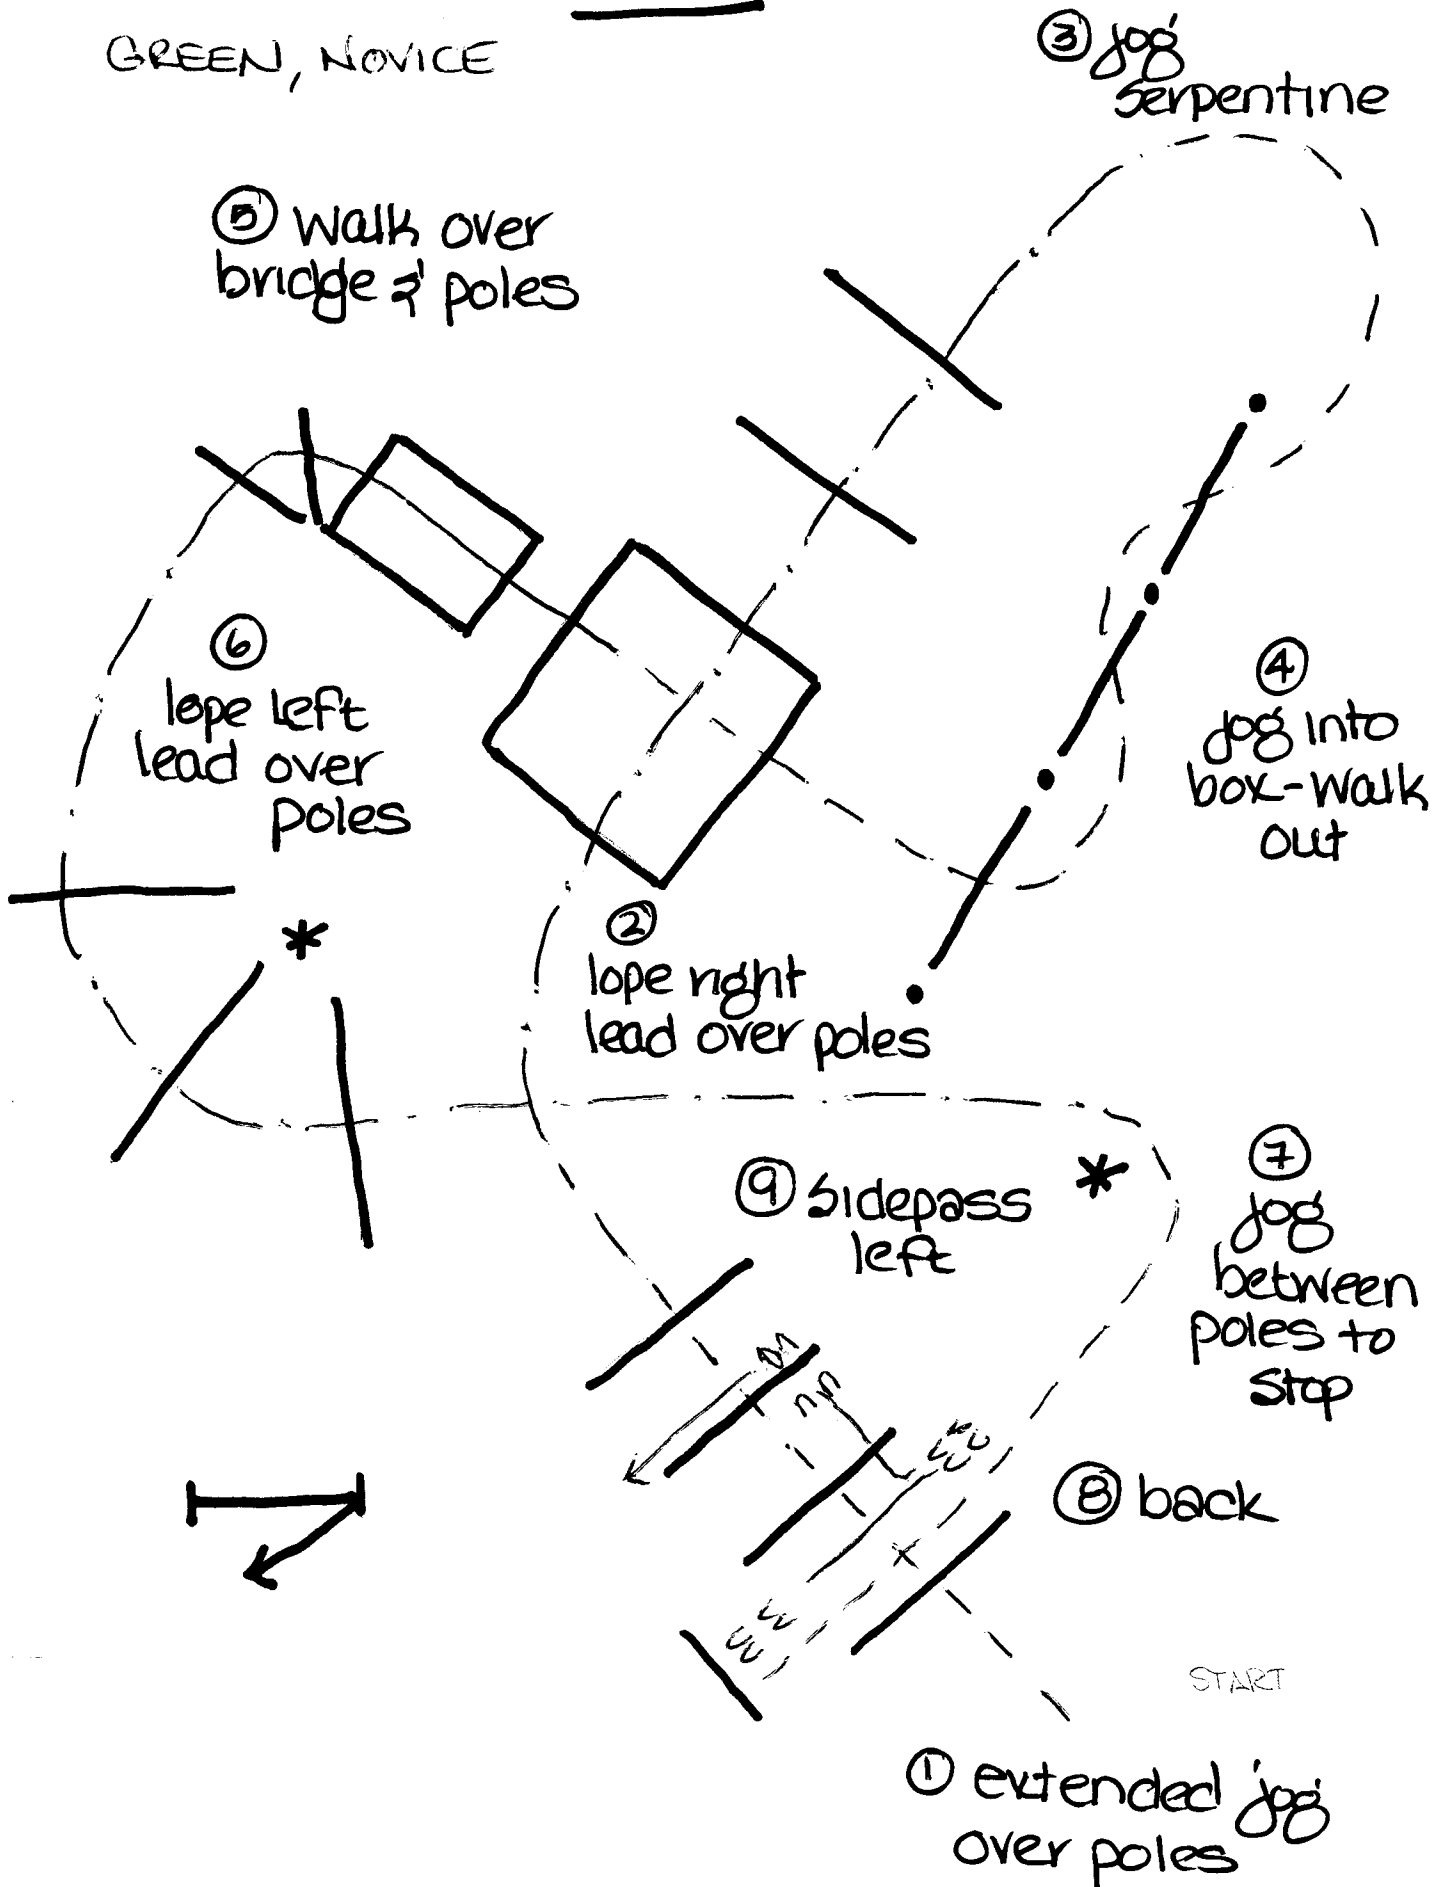 GREEN, NOVICE
③ jog
serpentine
⑤ walk over
bridge & poles
⑥
lope left
lead over
poles
④
jog into
box-walk
out
②
lope right
lead over poles
⑨ sidepass
left
⑦
jog
between
poles to
stop
⑧ back
START
① extended jog
over poles